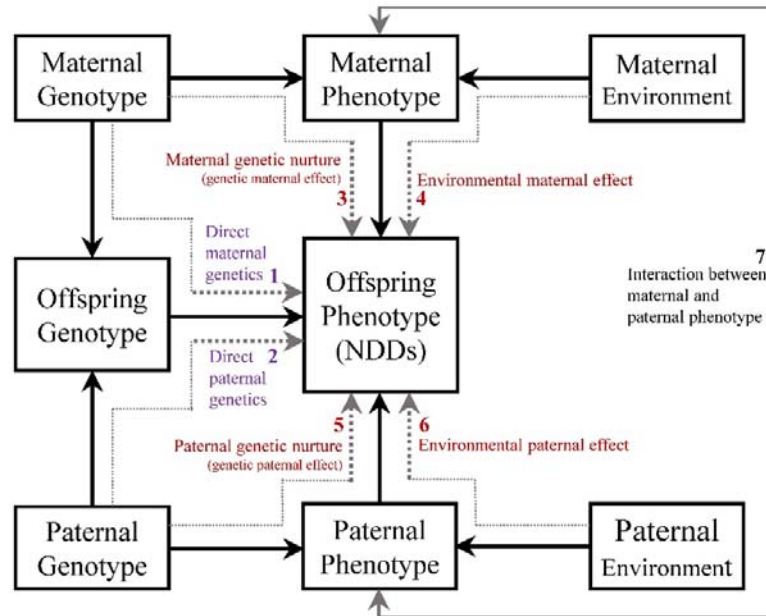 Maternal
Genotype
Maternal
Phenotype
Maternal
Environment
Maternal genetic nurture
(genetic maternal effect)
3
Environmental maternal effect
4
Direct
maternal
genetics 1
Offspring
Genotype
Offspring
Phenotype
(NDDs)
7
Interaction between
maternal and
paternal phenotype
Direct 2
paternal
genetics
5
Paternal genetic nurture
(genetic paternal effect)
6
Environmental paternal effect
Paternal
Genotype
Paternal
Phenotype
Paternal
Environment